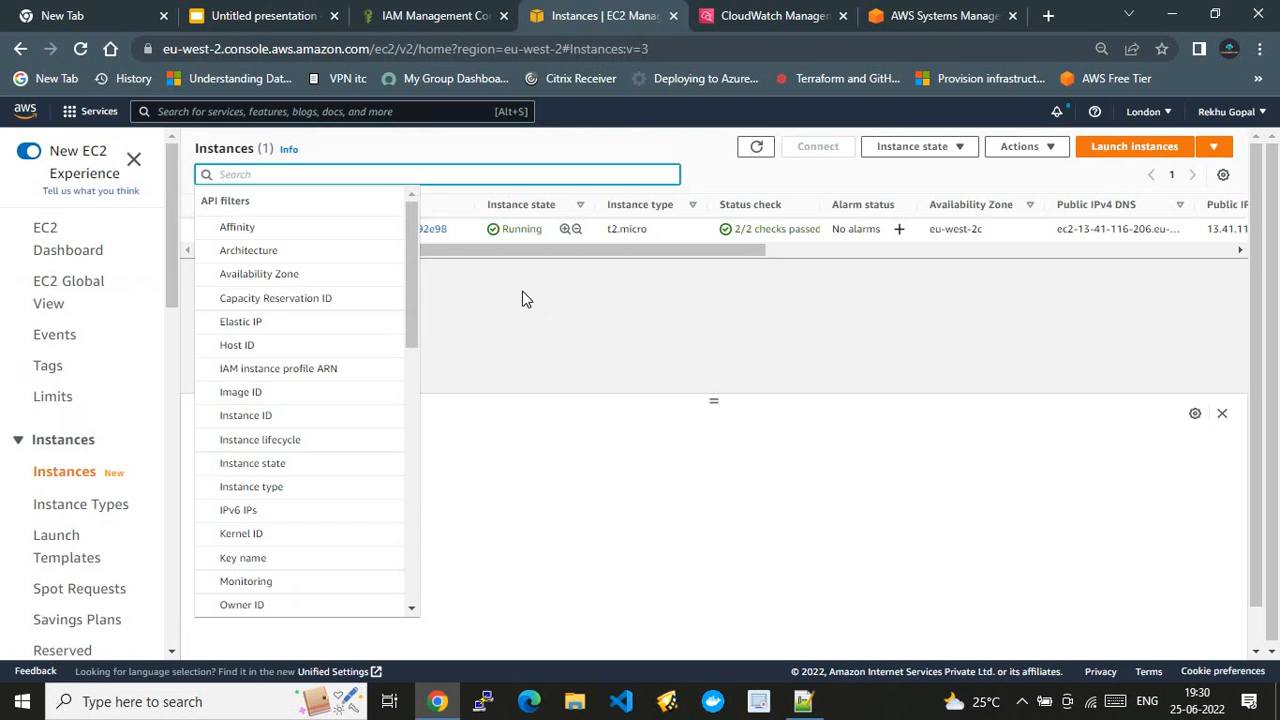 New Tab
Untitled presentation
IAM Management Co
Instances | EC2 Mana
CloudWatch Manage
AWS Systems Manage
eu-west-2.console.aws.amazon.com/ec2/v2/home?region=eu-west-2#Instances:v=3
New Tab
History
Understanding Dat...
VPN itc
My Group Dashboa...
Citrix Receiver
Deploying to Azure...
Terraform and GitH...
Provision infrastruct...
AWS Free Tier
»
aws
Services
Search for services, features, blogs, docs, and more
[Alt+S]
London
Rekhu Gopal
New EC2
Experience
Tell us what you think
EC2
Dashboard
EC2 Global
View
Events
Tags
Limits
Instances
Instances New
Instance Types
Launch
Templates
Spot Requests
Savings Plans
Reserved
Instances (1) Info
Connect
Instance state
Actions
Launch instances
Search
1
API filters
Affinity
Architecture
Availability Zone
Capacity Reservation ID
Elastic IP
Host ID
IAM instance profile ARN
Image ID
Instance ID
Instance lifecycle
Instance state
Instance type
IPv6 IPs
Kernel ID
Key name
Monitoring
Owner ID
Instance state
Instance type
Status check
Alarm status
Availability Zone
Public IPv4 DNS
Public IP
92e98
Running
t2.micro
2/2 checks passed
No alarms
eu-west-2c
ec2-13-41-116-206.eu-...
13.41.11
Feedback
Looking for language selection? Find it in the new Unified Settings
© 2022, Amazon Internet Services Private Ltd. or its affiliates.
Privacy
Terms
Cookie preferences
Type here to search
25°C
ENG
19:30
25-06-2022